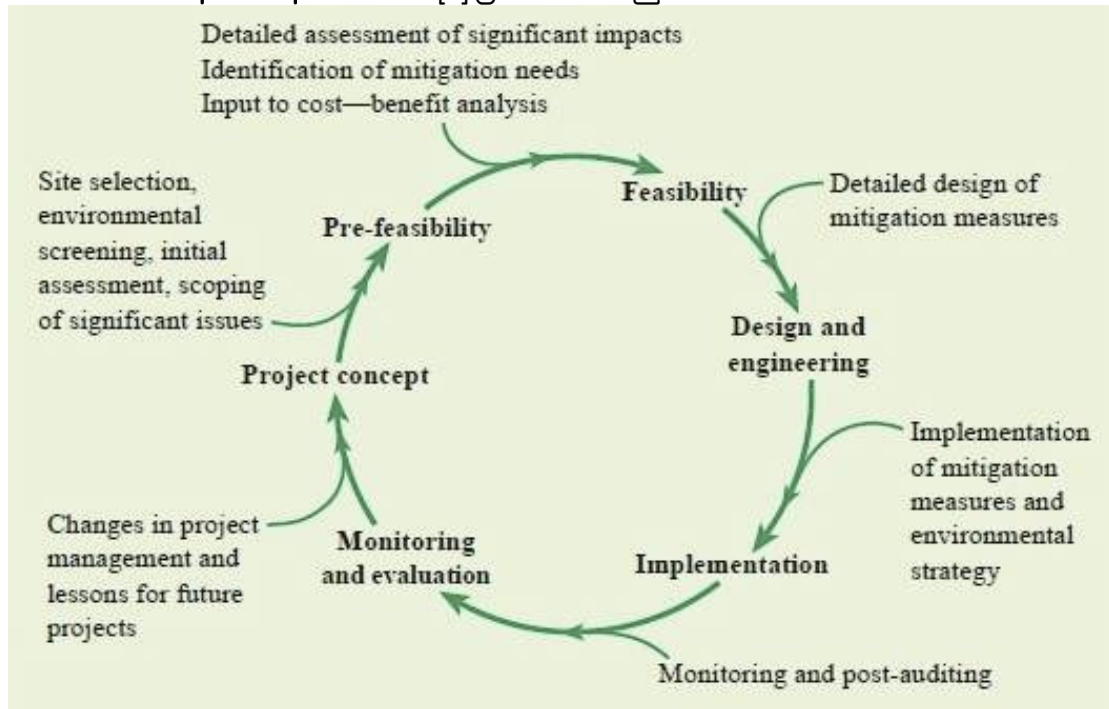 Detailed assessment of significant impacts
Identification of mitigation needs
Input to cost—benefit analysis
Site selection,
environmental
screening, initial
assessment, scoping
of significant issues
Pre-feasibility
Feasibility
Detailed design of
mitigation measures
Design and
engineering
Project concept
Implementation
of mitigation
measures and
environmental
strategy
Changes in project
management and
lessons for future
projects
Monitoring
and evaluation
Implementation
Monitoring and post-auditing